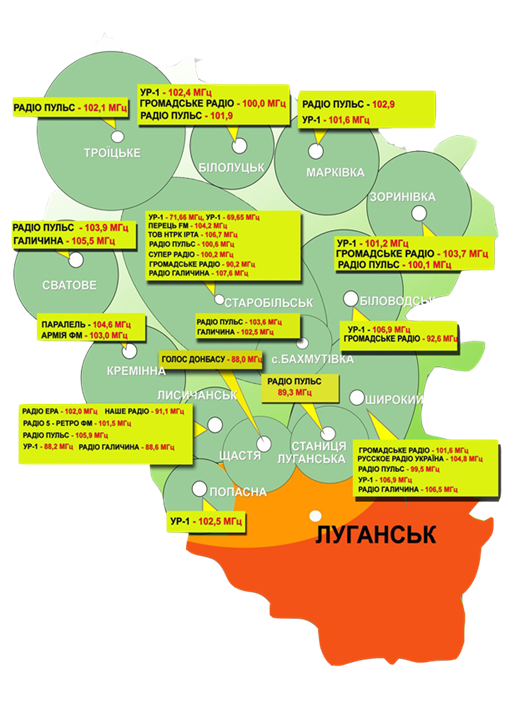 УР-1 - 102,4 МГц
ГРОМАДСЬКЕ РАДІО - 100,0 МГц
РАДІО ПУЛЬС - 101,9
РАДІО ПУЛЬС - 102,1 МГц
РАДІО ПУЛЬС - 102,9
УР-1 - 101,6 МГц
ТРОЇЦЬКЕ
БІЛОЛУЦЬК
МАРКІВКА
ЗОРИНІВКА
РАДІО ПУЛЬС - 103,9 МГц
ГАЛИЧИНА - 105,5 МГц
УР-1 - 71,66 МГц, УР-1 - 69,65 МГц
ПЕРЕЦЬ FM - 104,2 МГц
ТОВ НТРК ІРТА - 106,7 МГц
РАДІО ПУЛЬС - 100,6 МГц
СУПЕР РАДІО - 100,2 МГц
ГРОМАДСЬКЕ РАДІО - 90,2 МГц
РАДІО ГАЛИЧИНА - 107,6 МГц
УР-1 - 101,2 МГц
ГРОМАДСЬКЕ РАДІО - 103,7 МГц
РАДІО ПУЛЬС - 100,1 МГц
СВАТОВЕ
СТАРОБІЛЬСЬК
БІЛОВОДСЬК
ПАРАЛЕЛЬ - 104,6 МГц
АРМІЯ ФМ - 103,0 МГц
РАДІО ПУЛЬС - 103,6 МГц
ГАЛИЧИНА - 102,5 МГц
УР-1 - 106,9 МГц
ГРОМАДСЬКЕ РАДІО - 92,6 МГц
ГОЛОС ДОНБАСУ - 88,0 МГц
с.БАХМУТІВКА
КРЕМІННА
РАДІО ПУЛЬС
89,3 МГц
ЛИСИЧАНСЬК
ШИРОКИЙ
РАДІО ЕРА - 102,0 МГц НАШЕ РАДІО - 91,1 МГц
РАДІО 5 - РЕТРО ФМ - 101,5 МГц
РАДІО ПУЛЬС - 105,9 МГц
УР-1 - 88,2 МГц РАДІО ГАЛИЧИНА - 88,6 МГц
ЩАСТЯ
СТАНИЦЯ
ЛУГАНСЬКА
ГРОМАДСЬКЕ РАДІО - 101,6 МГц
РУССКОЕ РАДІО УКРАЇНА - 104,8 МГц
РАДІО ПУЛЬС - 99,5 МГц
УР-1 - 106,9 МГц
РАДІО ГАЛИЧИНА - 106,5 МГц
ПОПАСНА
УР-1 - 102,5 МГц
ЛУГАНСЬК